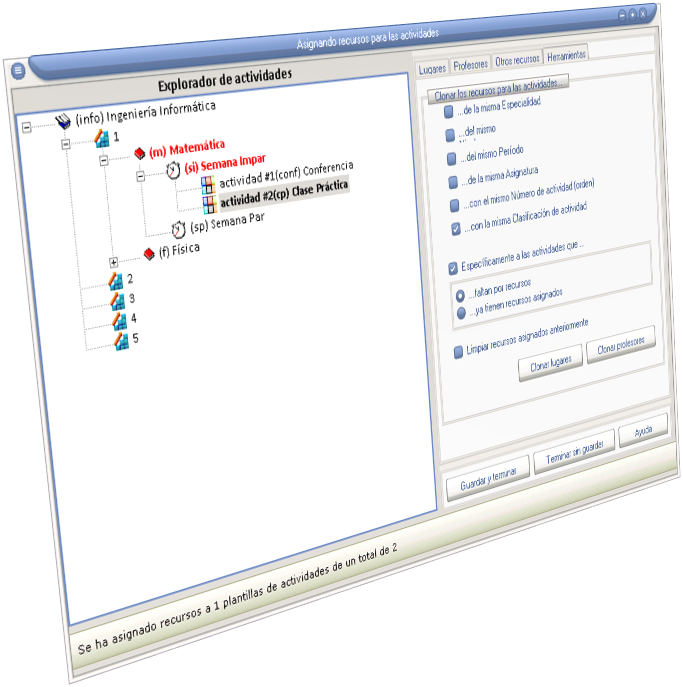 Asignando recursos para las actividades
Explorador de actividades
(info) Ingeniería Informática
1
(m) Matemática
(si) Semana Impar
actividad #1(conf) Conferencia
actividad #2(cp) Clase Práctica
(sp) Semana Par
(f) Física
2
3
4
5
Lugares Profesores Otros recursos Herramientas
Clonar los recursos para las actividades...
...de la misma Especialidad
...del mismo
...del mismo Período
...de la misma Asignatura
...con el mismo Número de actividad (orden)
...con la misma Clasificación de actividad
Específicamente a las actividades que ...
...faltan por recursos
...ya tienen recursos asignados
Limpiar recursos asignados anteriormente
Clonar lugares Clonar profesores
Guardar y terminar Terminar sin guardar Ayuda
Se ha asignado recursos a 1 plantillas de actividades de un total de 2